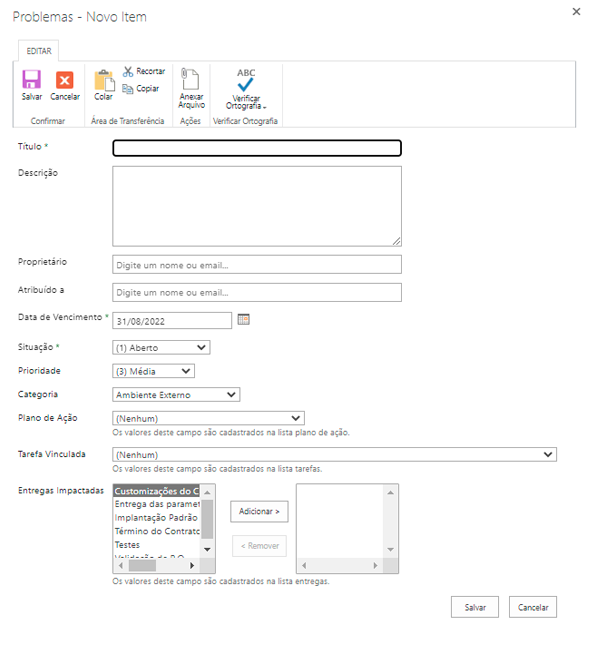 Problemas - Novo Item
EDITAR
Salvar
Cancelar
Colar
Recortar
Copiar
Anexar
Arquivo
ABC
Verificar
Ortografia
Confirmar
Área de Transferência
Ações
Verificar Ortografia
Título *
Descrição
Proprietário
Digite um nome ou email...
Atribuído a
Digite um nome ou email...
Data de Vencimento *
31/08/2022
Situação *
(1) Aberto
Prioridade
(3) Média
Categoria
Ambiente Externo
Plano de Ação
(Nenhum)
Os valores deste campo são cadastrados na lista plano de ação.
Tarefa Vinculada
(Nenhum)
Os valores deste campo são cadastrados na lista tarefas.
Entregas Impactadas
Customizações do C
Entrega das paramet
Implantação Padrão
Término do Contrato
Testes
Adicionar >
< Remover
Os valores deste campo são cadastrados na lista entregas.
Salvar
Cancelar